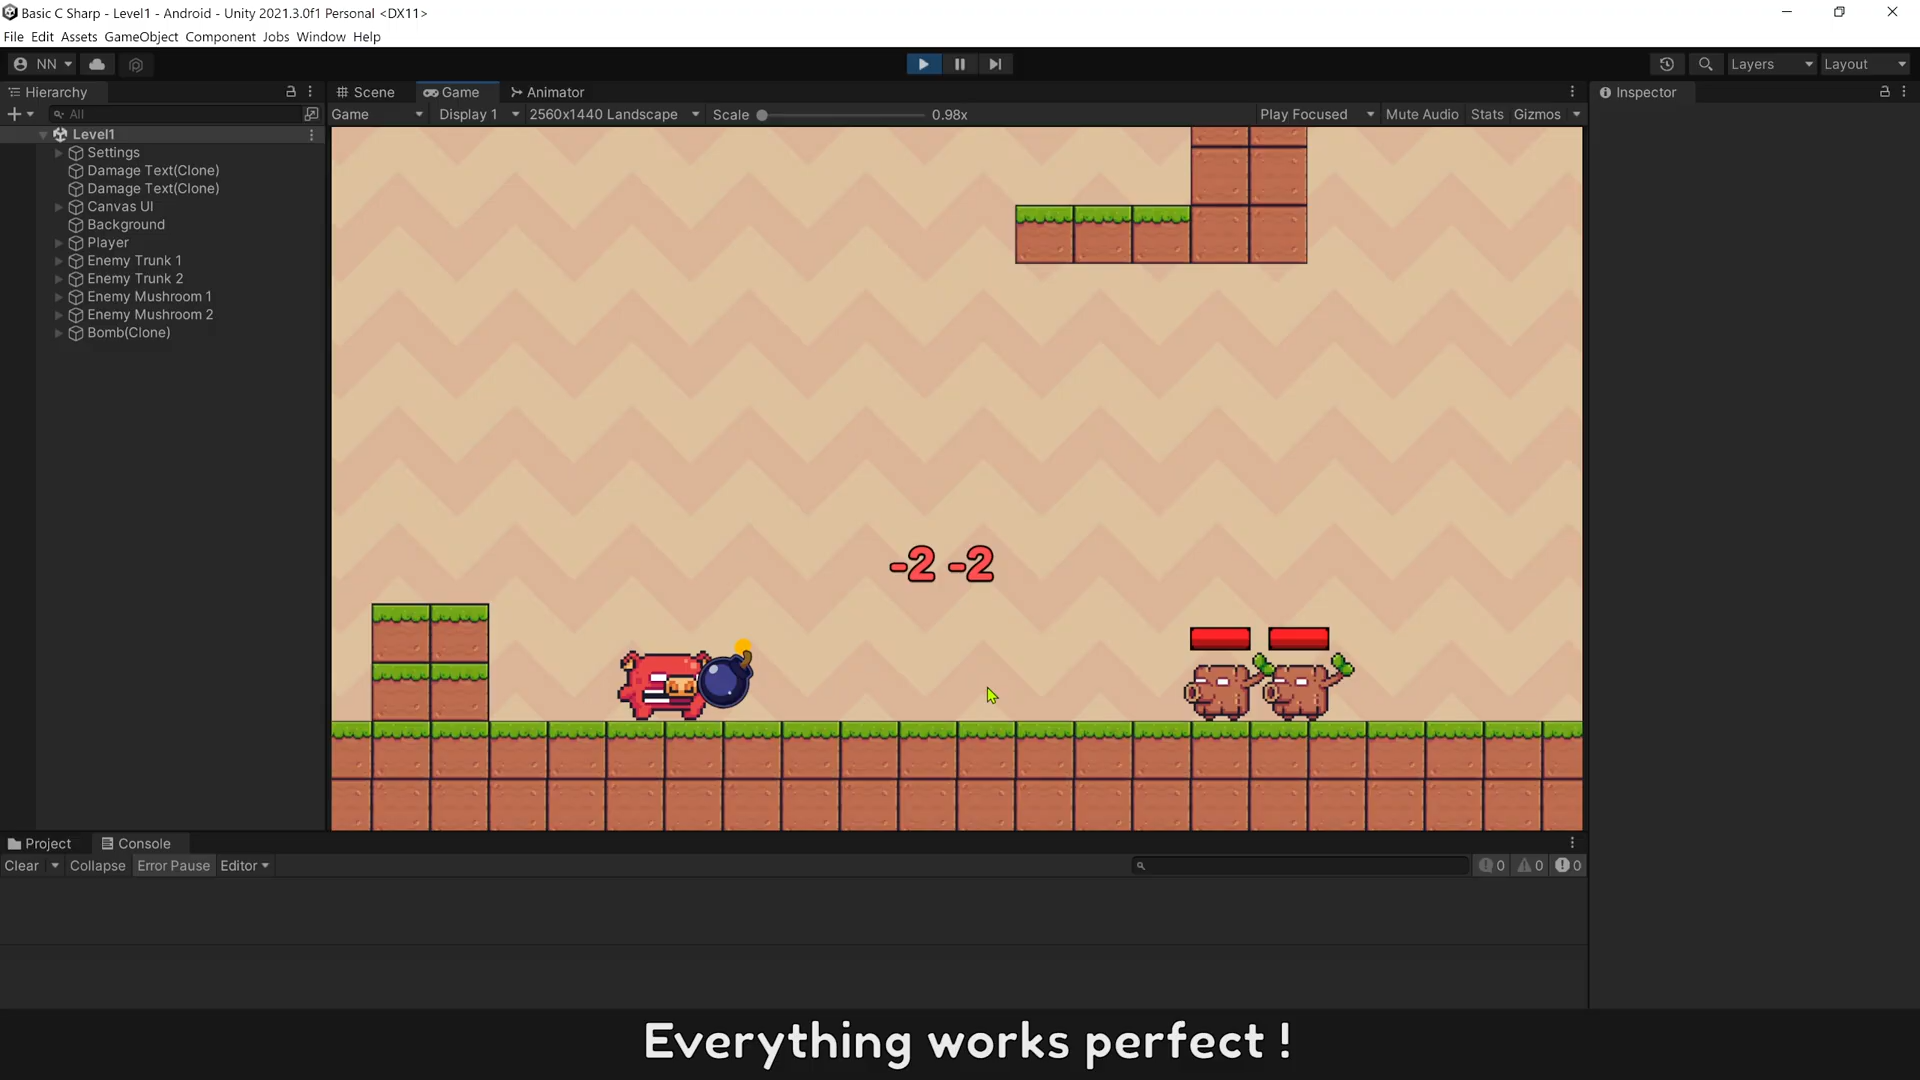 Basic C Sharp - Level1 - Android - Unity 2021.3.0f1 Personal <DX11>
File Edit Assets GameObject Component Jobs Window Help
NN Layers Layout
Hierarchy Scene Game Animator Inspector
All Game Display 1 2560x1440 Landscape Scale 0.98x Play Focused Mute Audio Stats Gizmos
Level1
Settings
Damage Text(Clone)
Damage Text(Clone)
Canvas UI
Background
Player
Enemy Trunk 1
Enemy Trunk 2
Enemy Mushroom 1
Enemy Mushroom 2
Bomb(Clone)
-2 -2
Project Console
Clear Collapse Error Pause Editor 0 0 0
Everything works perfect !